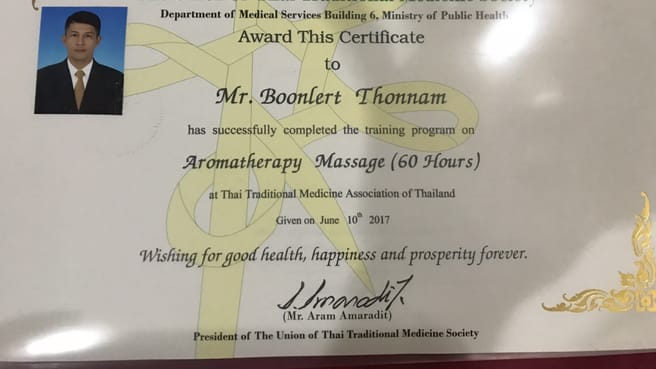 Department of Medical Services Building 6, Ministry of Public Health
Award This Certificate
to
Mr. Boonlert Thonnam
has successfully completed the training program on
Aromatherapy Massage (60 Hours)
at Thai Traditional Medicine Association of Thailand
Given on June 10th 2017
Wishing for good health, happiness and prosperity forever.
(Mr. Aram Amaradit)
President of The Union of Thai Traditional Medicine Society